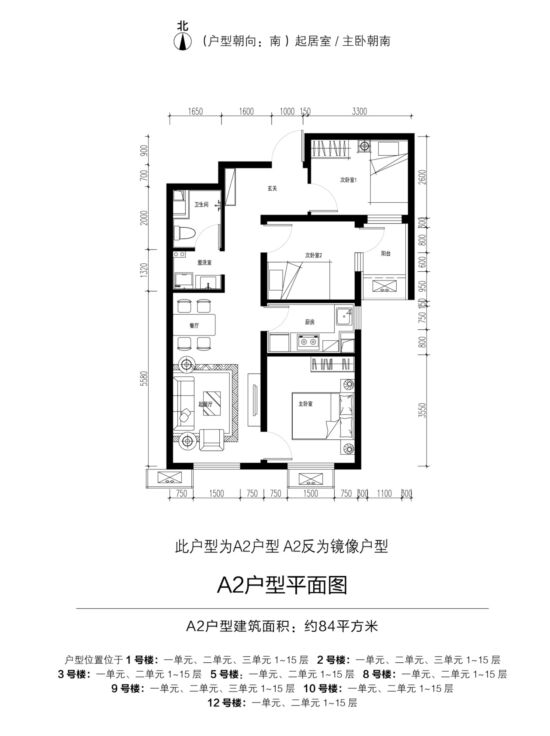 北
（户型朝向：南）起居室 / 主卧朝南
1650 1600 1000 150 3300
900
700
2000
1320
5580
2600
800
600
950
750
800
3550
次卧室1
玄关
卫生间
次卧室2
阳台
盥洗室
厨房
餐厅
起居厅
主卧室
750 1500 750 750 1500 750 300 1100 300
此户型为A2户型 A2反为镜像户型
A2户型平面图
A2户型建筑面积：约84平方米
户型位置位于 1 号楼：一单元、二单元、三单元 1~15 层 2 号楼：一单元、二单元、三单元 1~15 层
3 号楼：一单元、二单元 1~15 层 5 号楼：一单元、二单元 1~15 层 8 号楼：一单元、二单元 1~15 层
9 号楼：一单元、二单元、三单元 1~15 层 10 号楼：一单元、二单元 1~15 层
12 号楼：一单元、二单元 1~15 层